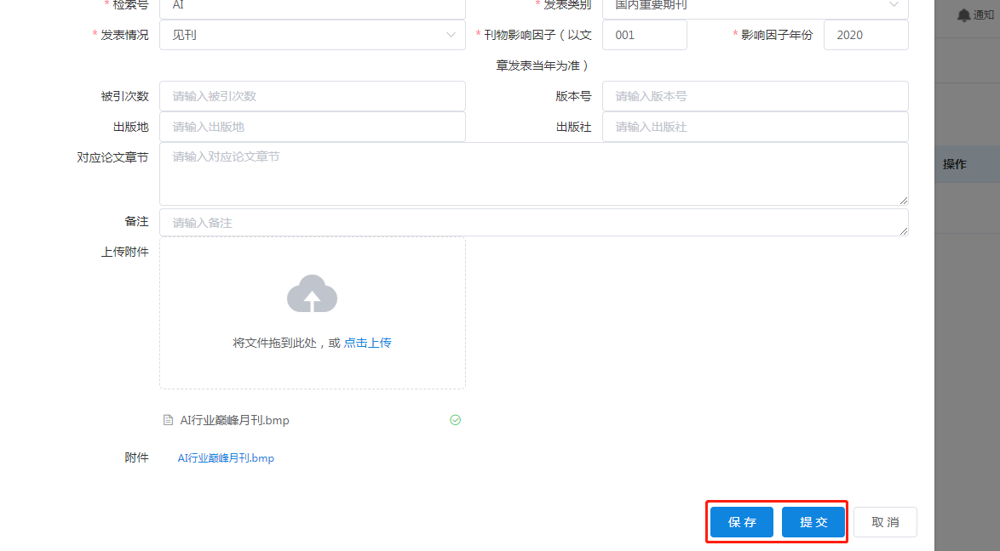 * 检索号 AI * 发表类别 国内重要期刊 通知
* 发表情况 见刊 * 刊物影响因子（以文章发表当年为准） 001 * 影响因子年份 2020
被引次数 请输入被引次数 版本号 请输入版本号
出版地 请输入出版地 出版社 请输入出版社
对应论文章节 请输入对应论文章节 操作
备注 请输入备注
上传附件
将文件拖到此处，或 点击上传
AI行业巅峰月刊.bmp
附件 AI行业巅峰月刊.bmp
保存 提交 取消